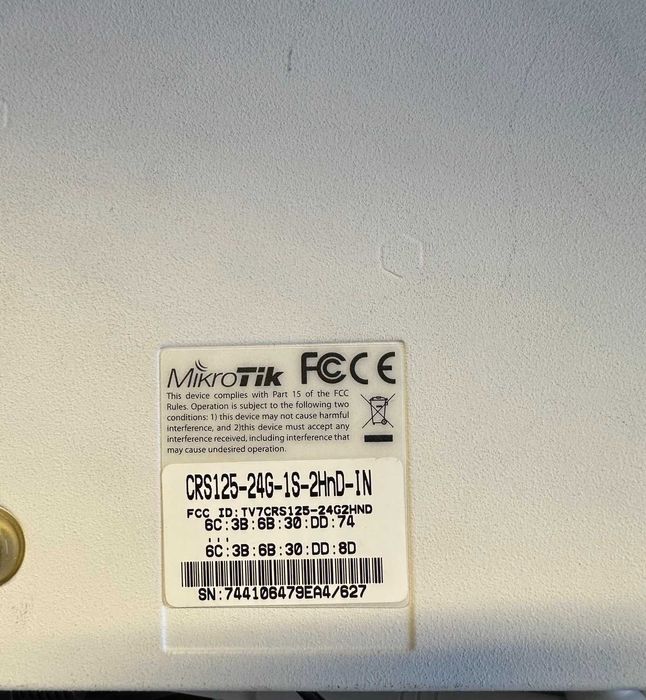 MikroTik FCC CE
This device complies with Part 15 of the FCC
Rules. Operation is subject to the following two
conditions: 1) this device may not cause harmful
interference, and 2)this device must accept any
interference received, including interference that
may cause undesired operation.
CRS125-24G-1S-2HnD-IN
FCC ID:TV7CRS125-24G2HND
6C:3B:6B:30:DD:74
...
6C:3B:6B:30:DD:8D
SN:744106479EA4/627